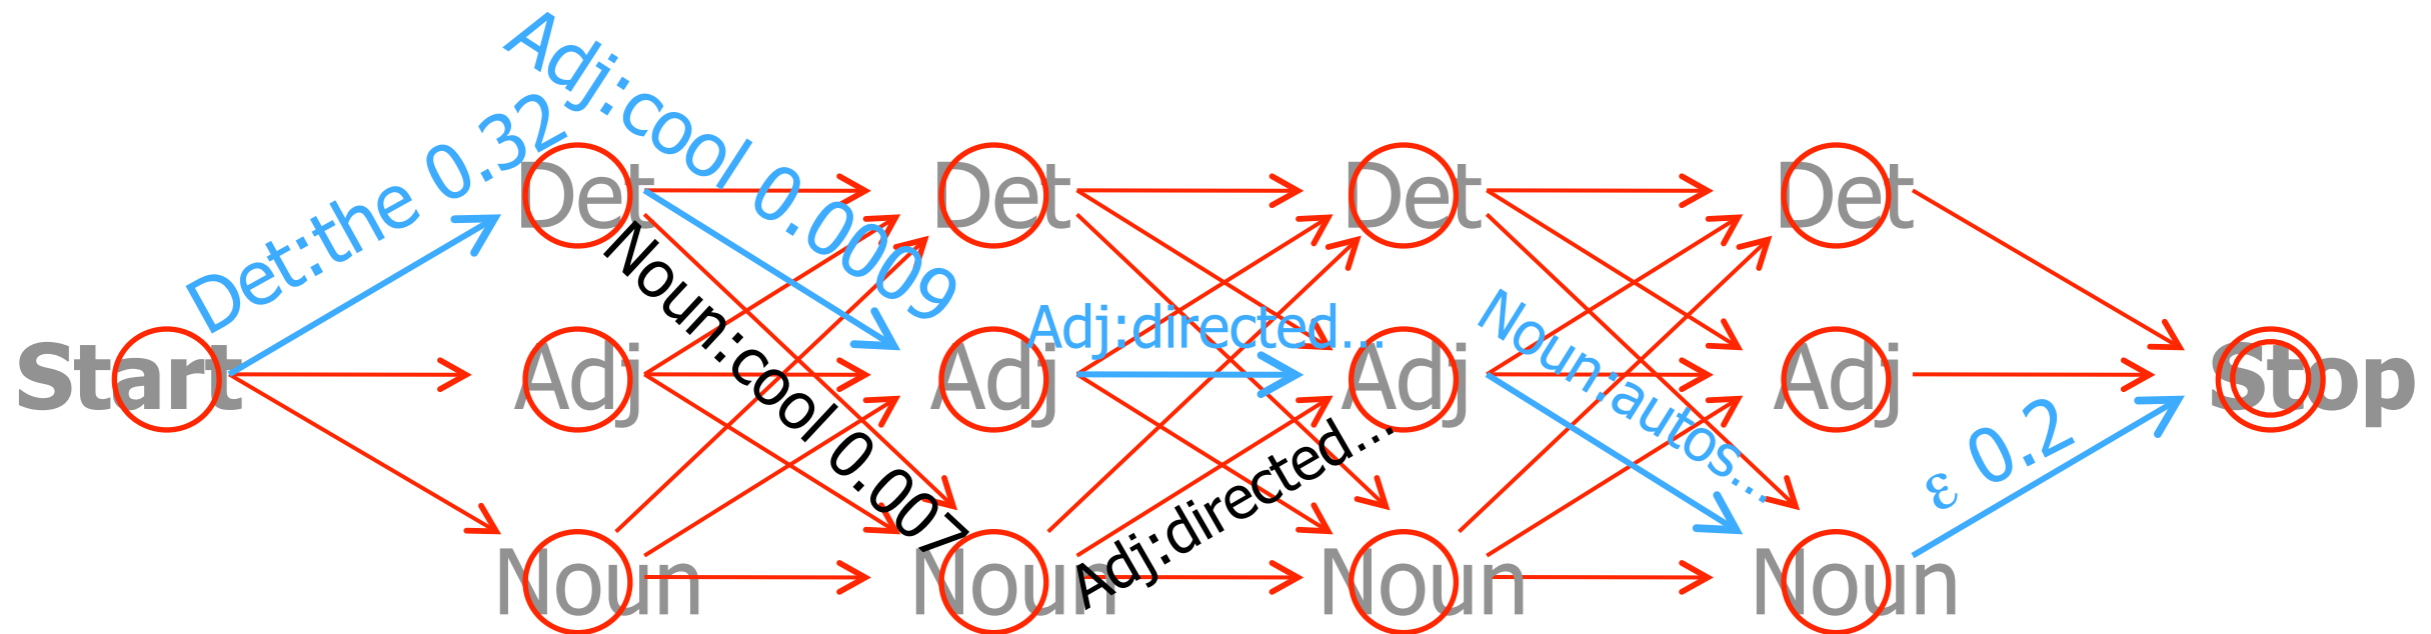 Adj:cool 0.0009
Det:the 0.32
Det Det Det Det
Noun:cool 0.007
Adj:directed...
Noun:autos...
Start Adj Adj Adj Adj Stop
Adj:directed...
ε 0.2
Noun Noun Noun Noun